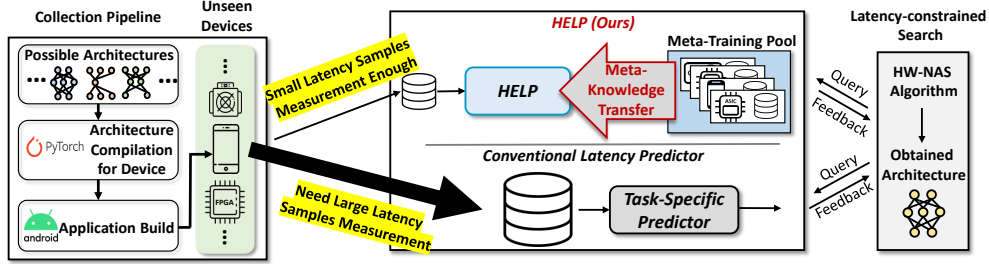 Collection Pipeline
Possible Architectures
PyTorch
Architecture
Compilation
for Device
android
Application Build
Unseen
Devices
FPGA
Small Latency Samples
Measurement Enough
Need Large Latency
Samples Measurement
HELP (Ours)
HELP
Meta-
Knowledge
Transfer
Meta-Training Pool
ASIC
Conventional Latency Predictor
Task-Specific
Predictor
Query
Feedback
Query
Feedback
Latency-constrained
Search
HW-NAS
Algorithm
Obtained
Architecture